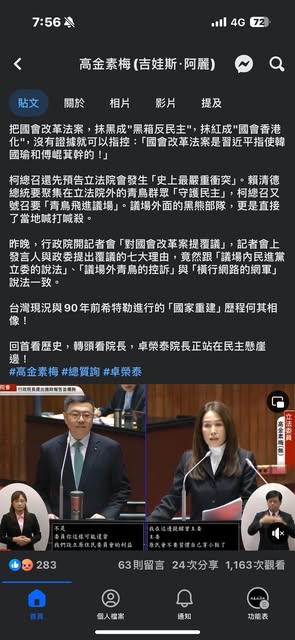 7:56
4G 72
高金素梅(吉娃斯·阿麗)
貼文 關於 相片 影片 提及
把國會改革法案，抹黑成"黑箱反民主"，抹紅成"國會香港
化"，沒有證據就可以指控：「國會改革法案是習近平指使韓
國瑜和傅崐萁幹的！」
柯總召還先預告立法院會發生「史上最嚴重衝突」。賴清德
總統要聚集在立法院外的青鳥群眾「守護民主」，柯總召又
號召要「青鳥飛進議場」。議場外面的黑熊部隊，更是直接
了當地喊打喊殺。
昨晚，行政院開記者會「對國會改革案提覆議」，記者會上
發言人與政委提出覆議的七大理由，竟然跟「議場內民進黨
立委的說法」、「議場外青鳥的控訴」與「橫行網路的網軍」
說法一致。
台灣現況與90年前希特勒進行的「國家重建」歷程何其相
像！
回首看歷史，轉頭看院長，卓榮泰院長正站在民主懸崖
邊！
#高金素梅 #總質詢 #卓榮泰
行政院長提出施政報告並備詢
立法委員
高金素梅(無)
不是
委員你這樣可能違背
我們設立原住民委員會的利益
我在這邊提醒里主委
主委
原民會不要習慣自己穿小鞋了
283
63則留言 24次分享 1,163次觀看
首頁 個人檔案 通知 功能表